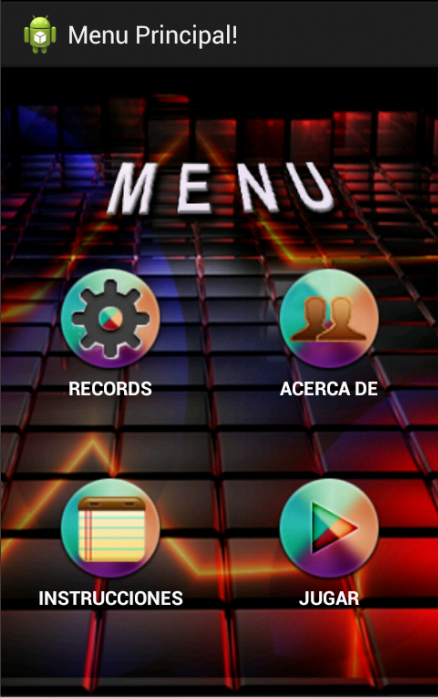 Menu Principal!
MENU
RECORDS
ACERCA DE
INSTRUCCIONES
JUGAR